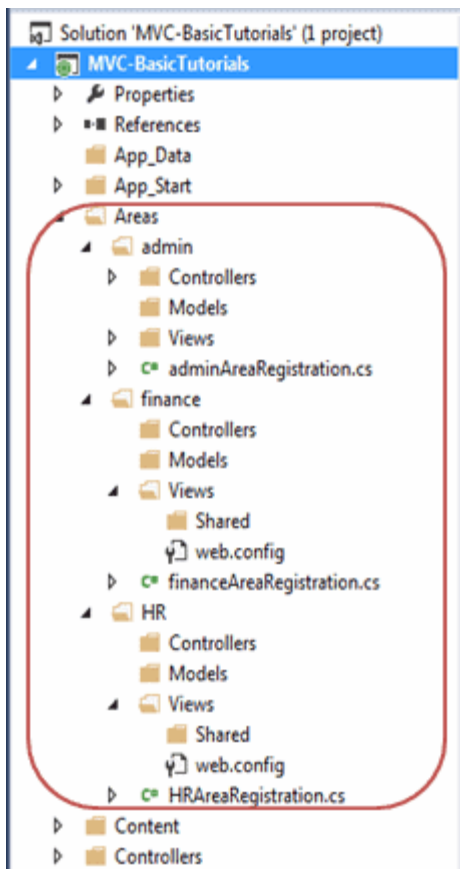 Solution 'MVC-BasicTutorials' (1 project)
MVC-BasicTutorials
Properties
References
App_Data
App_Start
Areas
admin
Controllers
Models
Views
C# adminAreaRegistration.cs
finance
Controllers
Models
Views
Shared
web.config
C# financeAreaRegistration.cs
HR
Controllers
Models
Views
Shared
web.config
C# HRAreaRegistration.cs
Content
Controllers